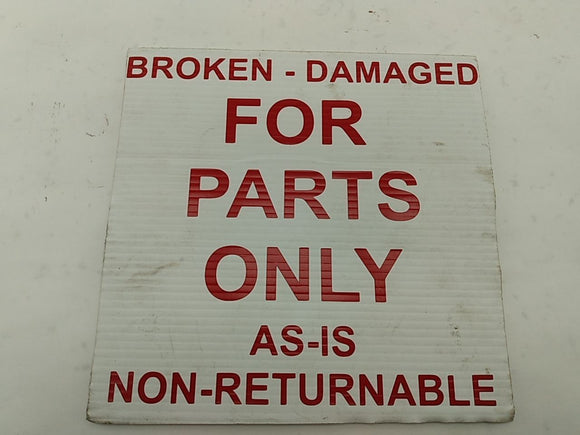 BROKEN - DAMAGED
FOR
PARTS
ONLY
AS-IS
NON-RETURNABLE